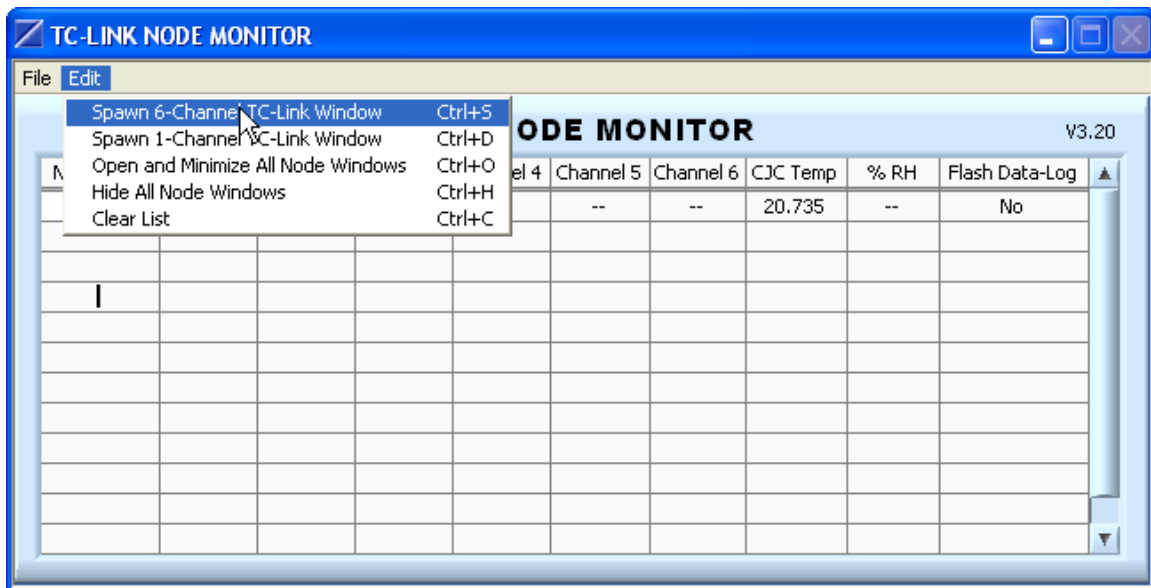 TC-LINK NODE MONITOR
File Edit
Spawn 6-Channel TC-Link Window Ctrl+S
Spawn 1-Channel TC-Link Window Ctrl+D
Open and Minimize All Node Windows Ctrl+O
Hide All Node Windows Ctrl+H
Clear List Ctrl+C
ODE MONITOR V3.20
N el 4 Channel 5 Channel 6 CJC Temp % RH Flash Data-Log
-- -- 20.735 -- No